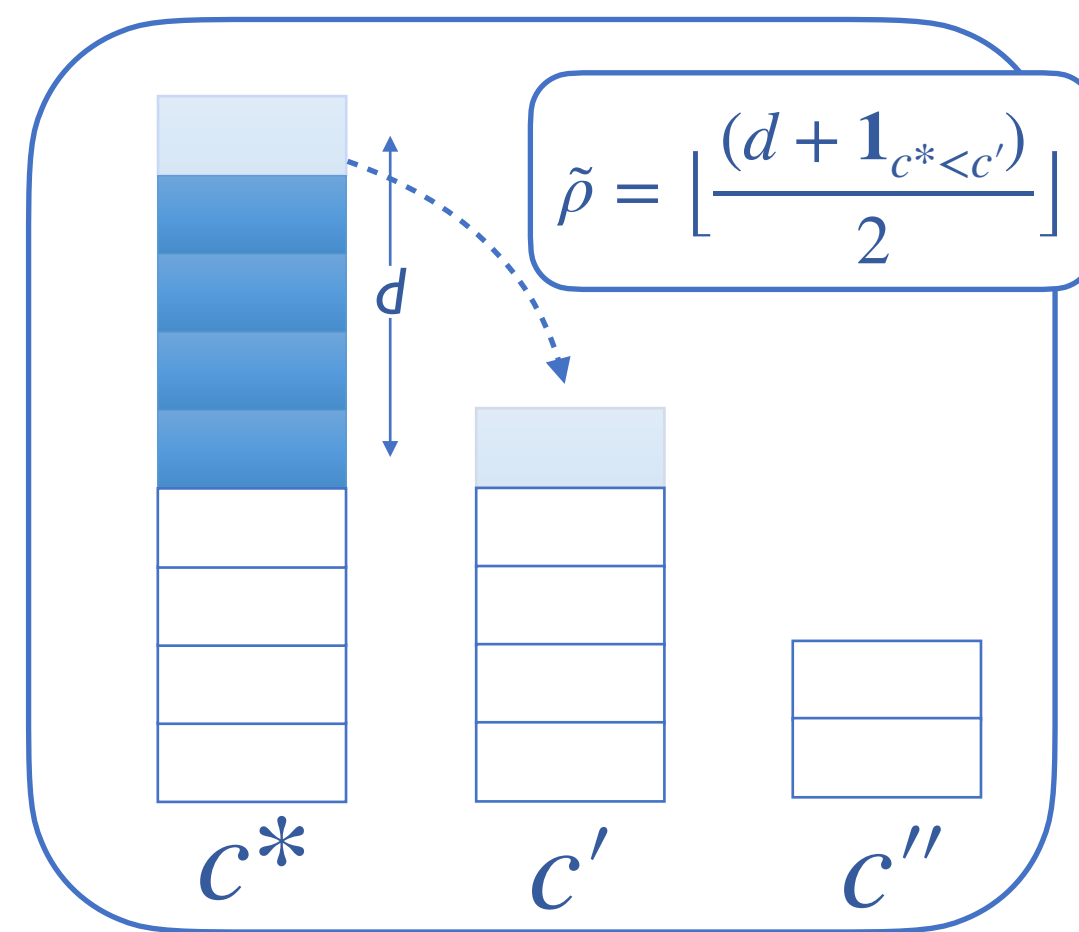 ρ̃ = ⌊(d + 𝟏_{c*<c′})/2⌋
d
c* c′ c″